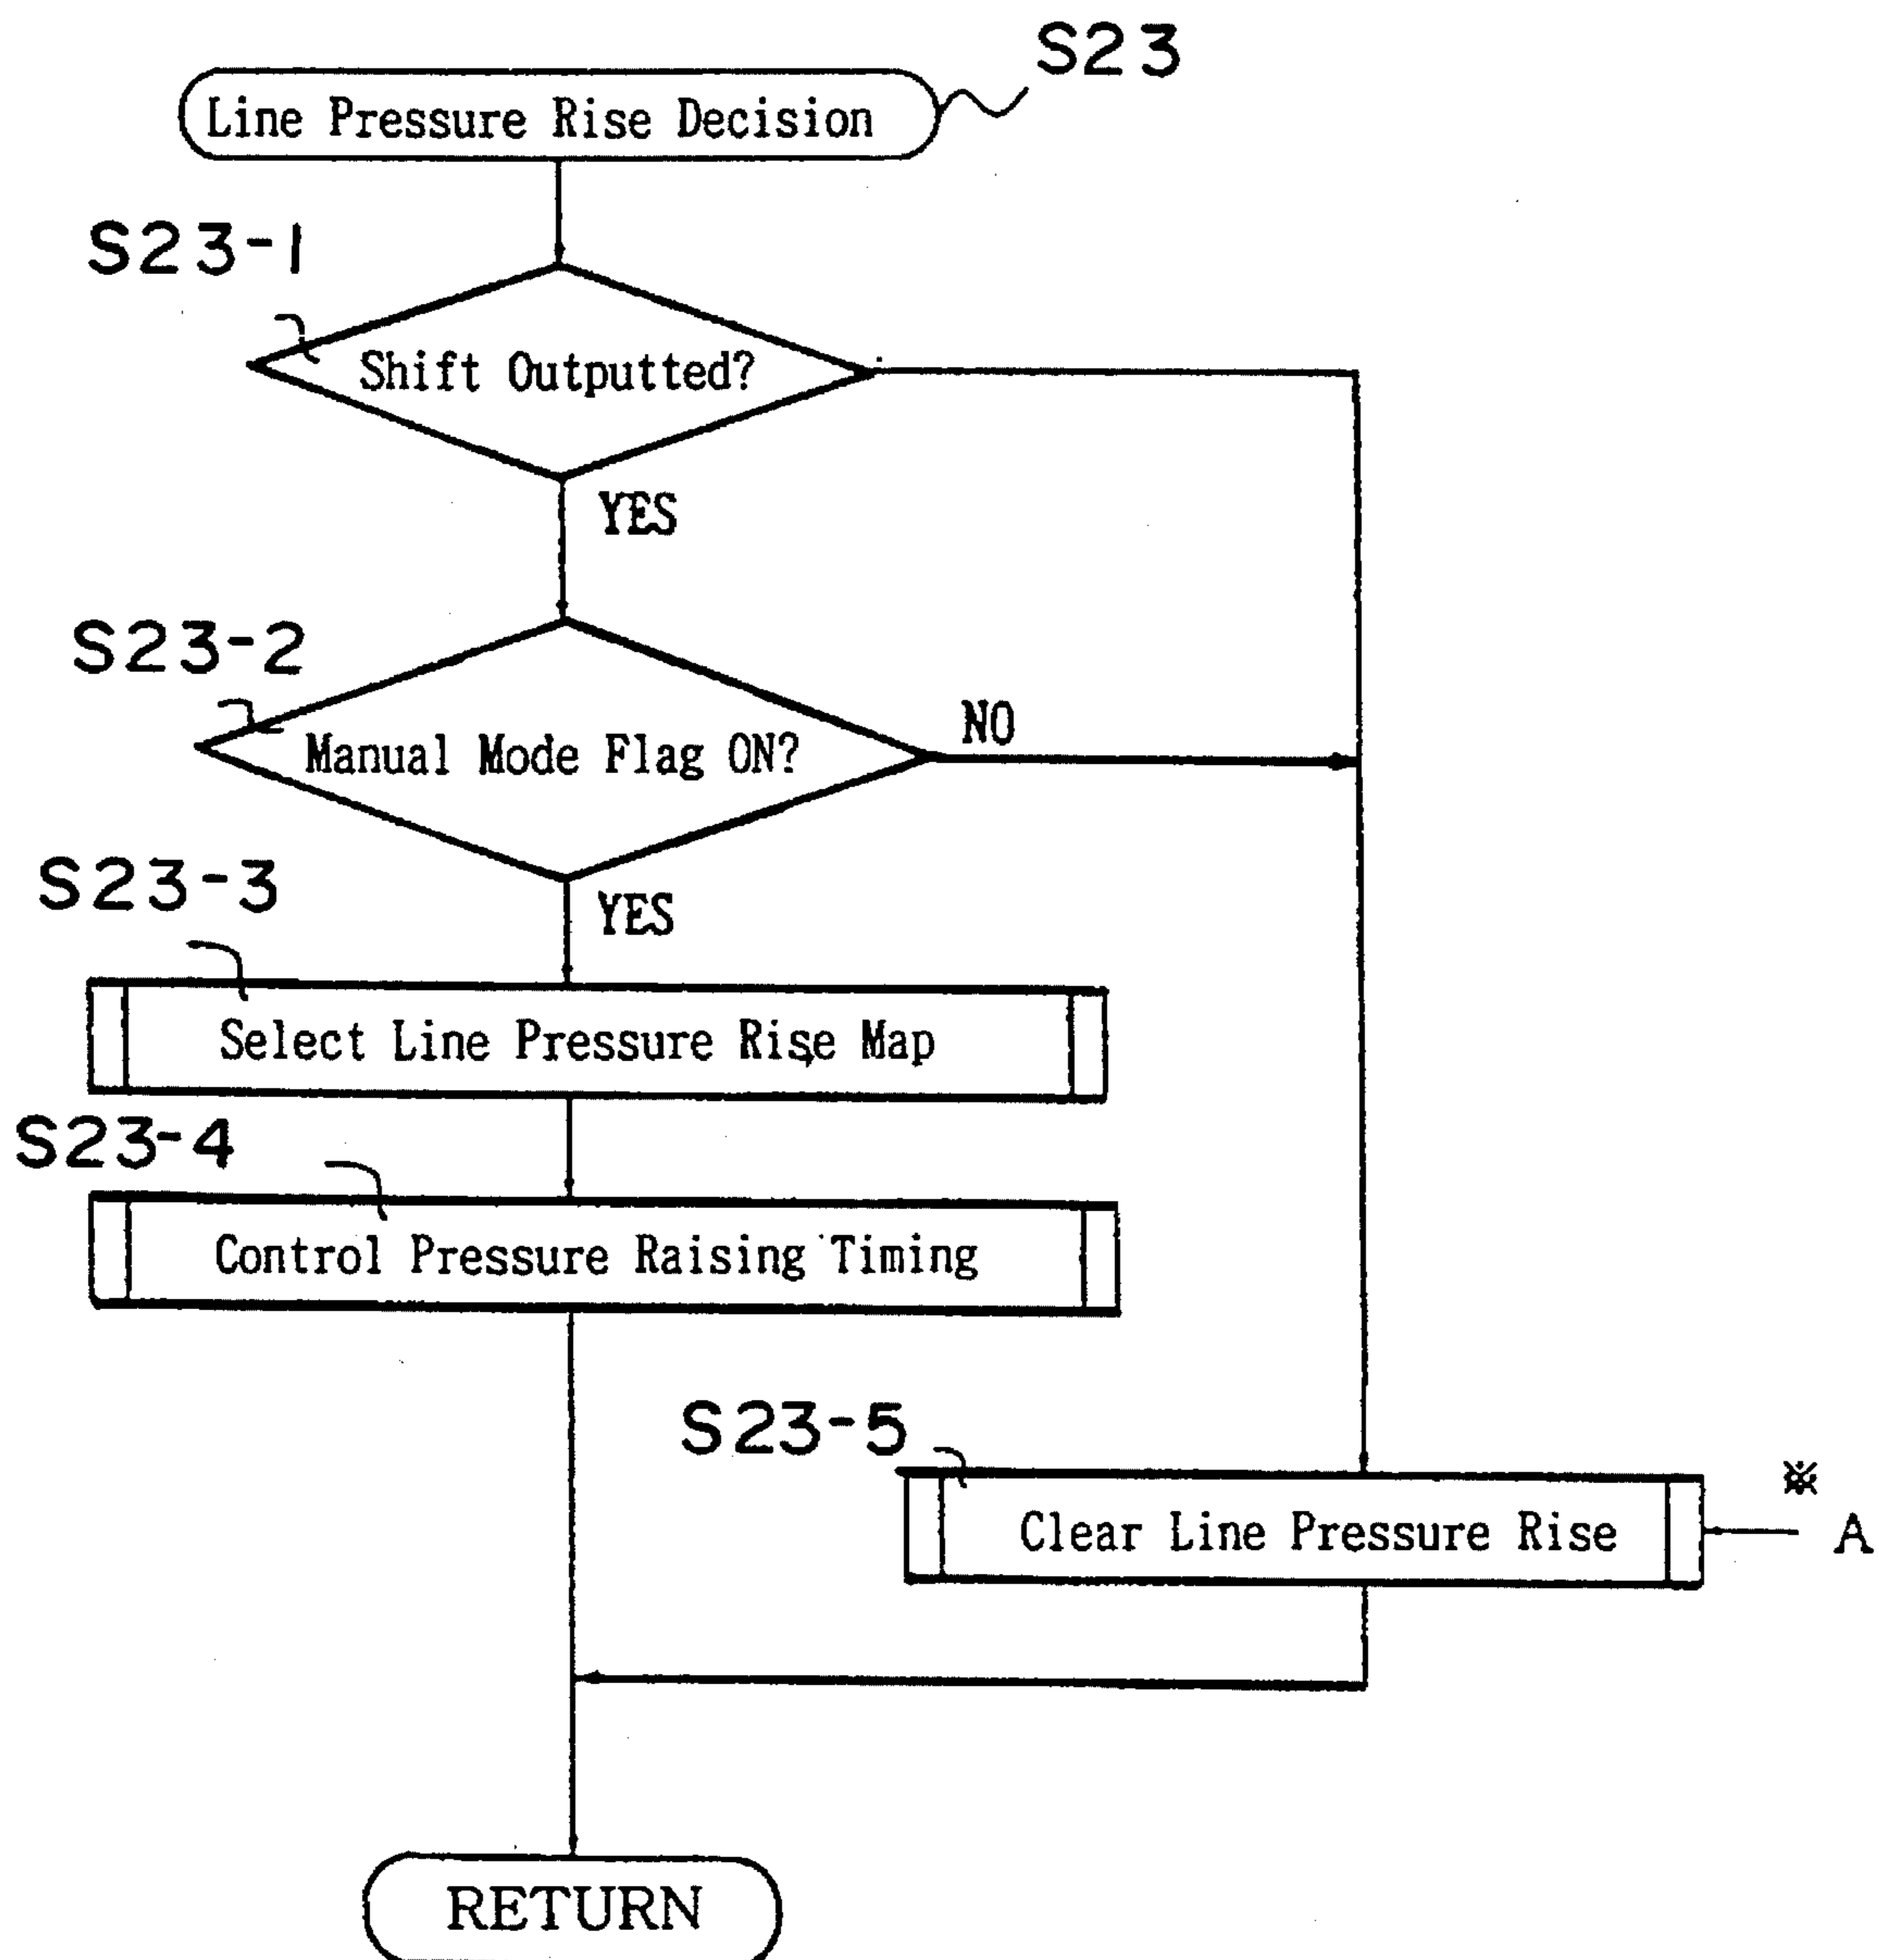 S23
Line Pressure Rise Decision
S23-1
Shift Outputted?
YES
S23-2
Manual Mode Flag ON?
NO
YES
S23-3
Select Line Pressure Rise Map
S23-4
Control Pressure Raising Timing
S23-5
Clear Line Pressure Rise
※
A
RETURN